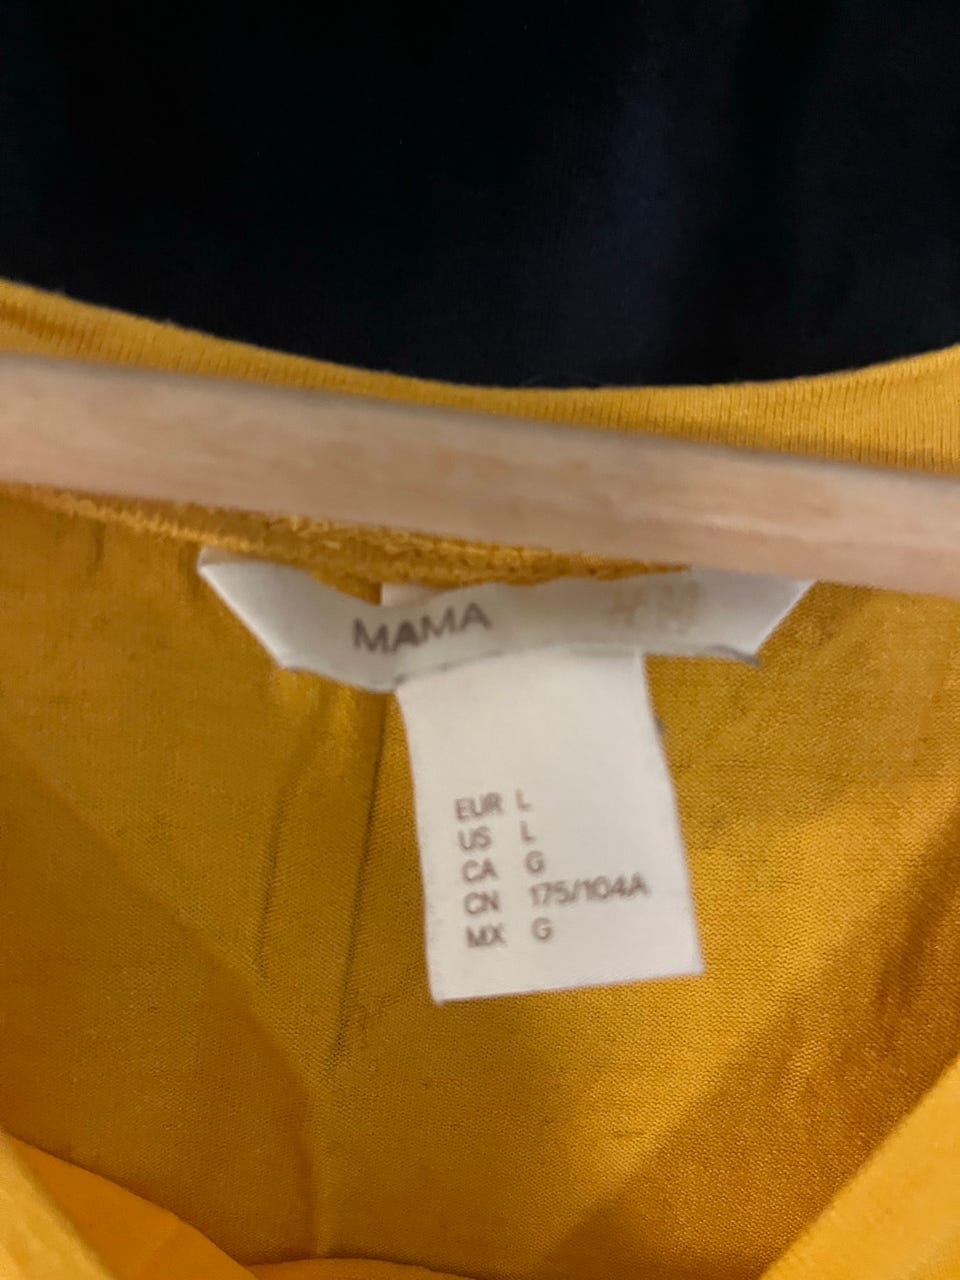 MAMA
EUR L
US L
CA G
CN 175/104A
MX G